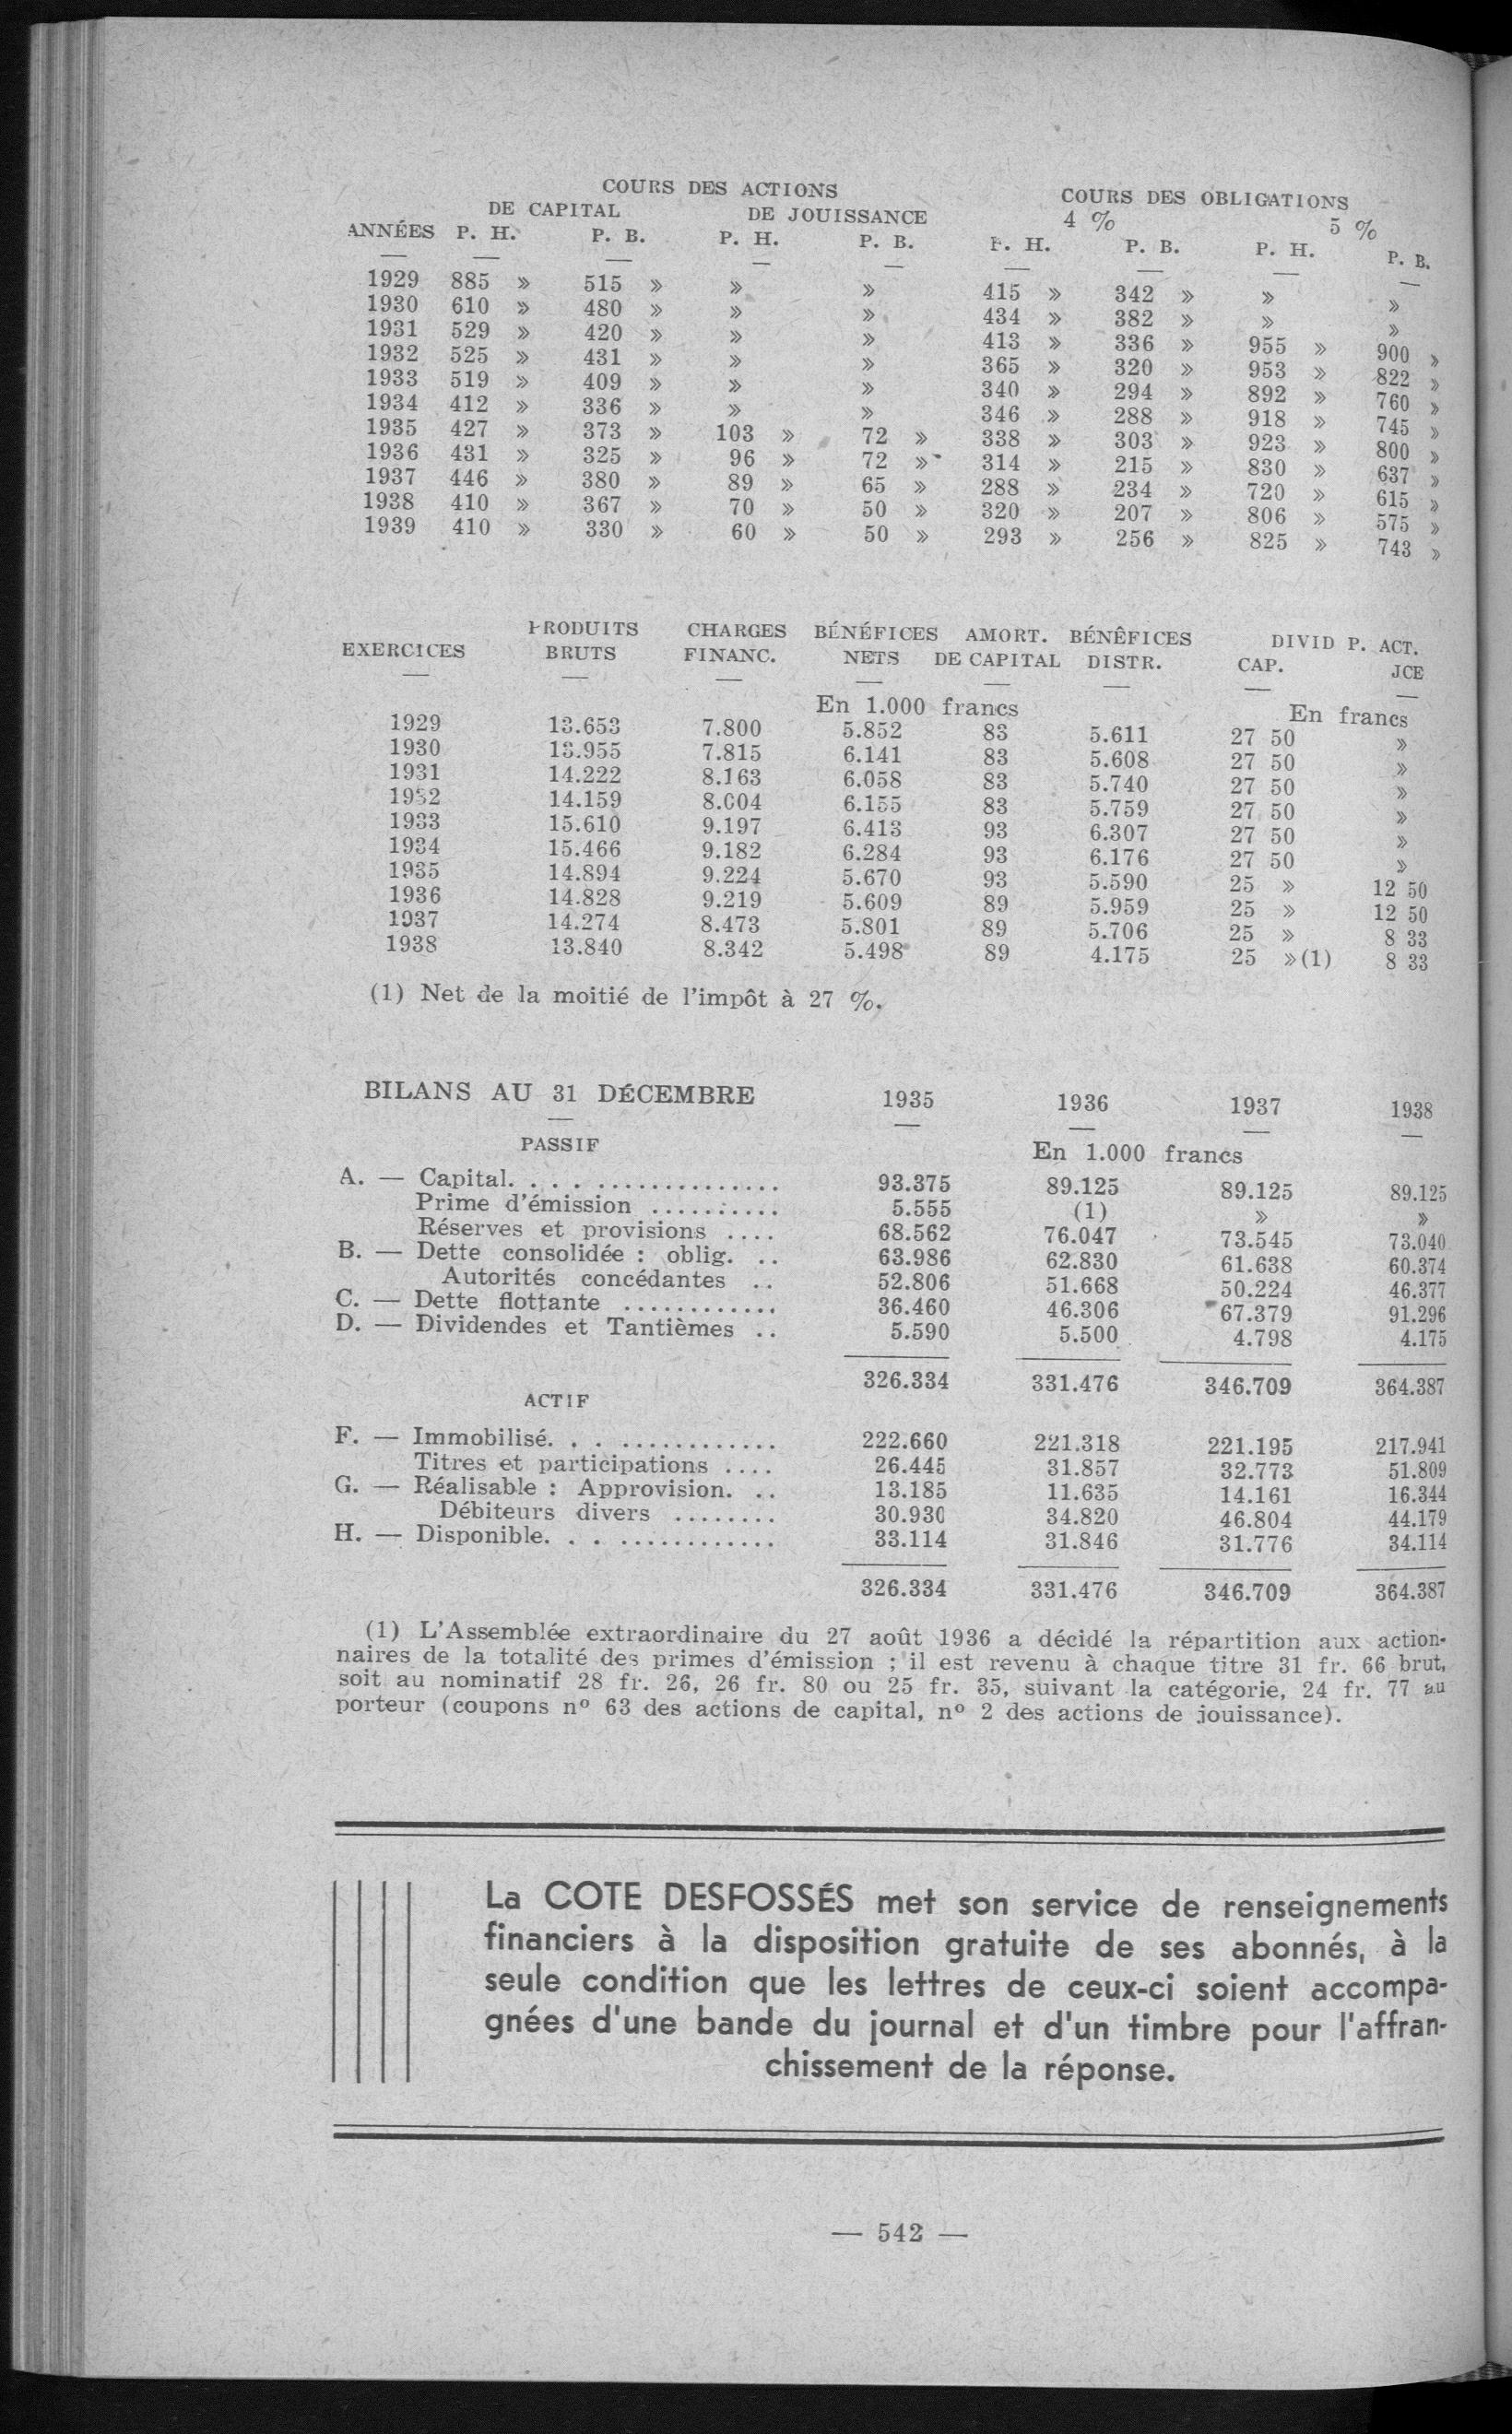 COURS DES ACTIONS COURS DES OBLIGATIONS
DE CAPITAL DE JOUISSANCE 4 % 5 %
ANNÉES P. H. P. B. P. H. P. B. P. H. P. B. P. H. P. B.
1929 885 » 515 » » » 415 » 342 » » »
1930 610 » 480 » » » 434 » 382 » » »
1931 529 » 420 » » » 413 » 336 » 955 » 900 »
1932 525 » 431 » » » 365 » 320 » 953 » 822 »
1933 519 » 409 » » » 340 » 294 » 892 » 760 »
1934 412 » 336 » » » 346 » 288 » 918 » 745 »
1935 427 » 373 » 103 » 72 » 338 » 303 » 923 » 800 »
1936 431 » 325 » 96 » 72 » 314 » 215 » 830 » 637 »
1937 446 » 380 » 89 » 65 » 288 » 234 » 720 » 615 »
1938 410 » 367 » 70 » 50 » 320 » 207 » 806 » 575 »
1939 410 » 330 » 60 » 50 » 293 » 256 » 825 » 743 »
PRODUITS CHARGES BÉNÉFICES AMORT. BÉNÊFICES DIVID P. ACT.
EXERCICES BRUTS FINANC. NETS DE CAPITAL DISTR. CAP. JCE
En 1.000 francs En francs
1929 13.653 7.800 5.852 83 5.611 27 50 »
1930 13.955 7.815 6.141 83 5.608 27 50 »
1931 14.222 8.163 6.058 83 5.740 27 50 »
1932 14.159 8.004 6.155 83 5.759 27 50 »
1933 15.610 9.197 6.413 93 6.307 27 50 »
1934 15.466 9.182 6.284 93 6.176 27 50 »
1935 14.894 9.224 5.670 93 5.590 25 » 12 50
1936 14.828 9.219 5.609 89 5.959 25 » 12 50
1937 14.274 8.473 5.801 89 5.706 25 » 8 33
1938 13.840 8.342 5.498 89 4.175 25 »(1) 8 33
(1) Net de la moitié de l'impôt à 27 %.
BILANS AU 31 DÉCEMBRE 1935 1936 1937 1938
PASSIF En 1.000 francs
A. — Capital. . . . . . . . . . . . . . . . . . . 93.375 89.125 89.125 89.125
Prime d'émission .......... 5.555 (1) » »
Réserves et provisions .... 68.562 76.047 73.545 73.040
B. — Dette consolidée : oblig. .. 63.986 62.830 61.638 60.374
Autorités concédantes .. 52.806 51.668 50.224 46.377
C. — Dette flottante ............ 36.460 46.306 67.379 91.296
D. — Dividendes et Tantièmes .. 5.590 5.500 4.798 4.175
326.334 331.476 346.709 364.387
ACTIF
F. — Immobilisé. . . ............. 222.660 221.318 221.195 217.941
Titres et participations .... 26.445 31.857 32.773 51.809
G. — Réalisable : Approvision. .. 13.185 11.635 14.161 16.344
Débiteurs divers ........ 30.930 34.820 46.804 44.179
H. — Disponible. . . ............. 33.114 31.846 31.776 34.114
326.334 331.476 346.709 364.387
(1) L'Assemblée extraordinaire du 27 août 1936 a décidé la répartition aux action-
naires de la totalité des primes d'émission ; il est revenu à chaque titre 31 fr. 66 brut,
soit au nominatif 28 fr. 26, 26 fr. 80 ou 25 fr. 35, suivant la catégorie, 24 fr. 77 au
porteur (coupons nº 63 des actions de capital, nº 2 des actions de jouissance).
La COTE DESFOSSÉS met son service de renseignements
financiers à la disposition gratuite de ses abonnés, à la
seule condition que les lettres de ceux-ci soient accompa-
gnées d'une bande du journal et d'un timbre pour l'affran-
chissement de la réponse.
— 542 —